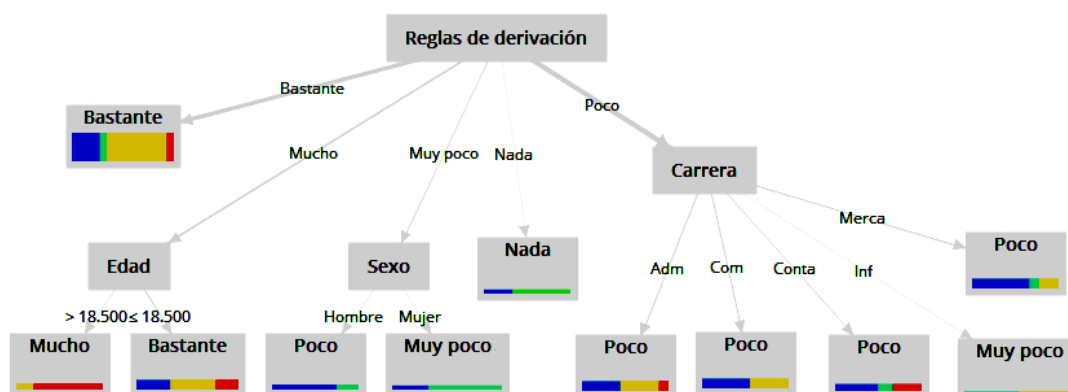 Reglas de derivación
Bastante
Poco
Bastante
Mucho
Muy poco
Nada
Carrera
Merca
Edad
Sexo
Nada
Poco
Adm
Com
Conta
Inf
> 18.500
≤ 18.500
Hombre
Mujer
Mucho
Bastante
Poco
Muy poco
Poco
Poco
Poco
Muy poco